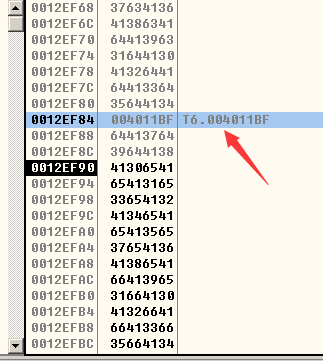 0012EF68 37634136
0012EF6C 41386341
0012EF70 64413963
0012EF74 31644130
0012EF78 41326441
0012EF7C 64413364
0012EF80 35644134
0012EF84 004011BF T6.004011BF
0012EF88 64413764
0012EF8C 39644138
0012EF90 41306541
0012EF94 65413165
0012EF98 33654132
0012EF9C 41346541
0012EFA0 65413565
0012EFA4 37654136
0012EFA8 41386541
0012EFAC 66413965
0012EFB0 31664130
0012EFB4 41326641
0012EFB8 66413366
0012EFBC 35664134